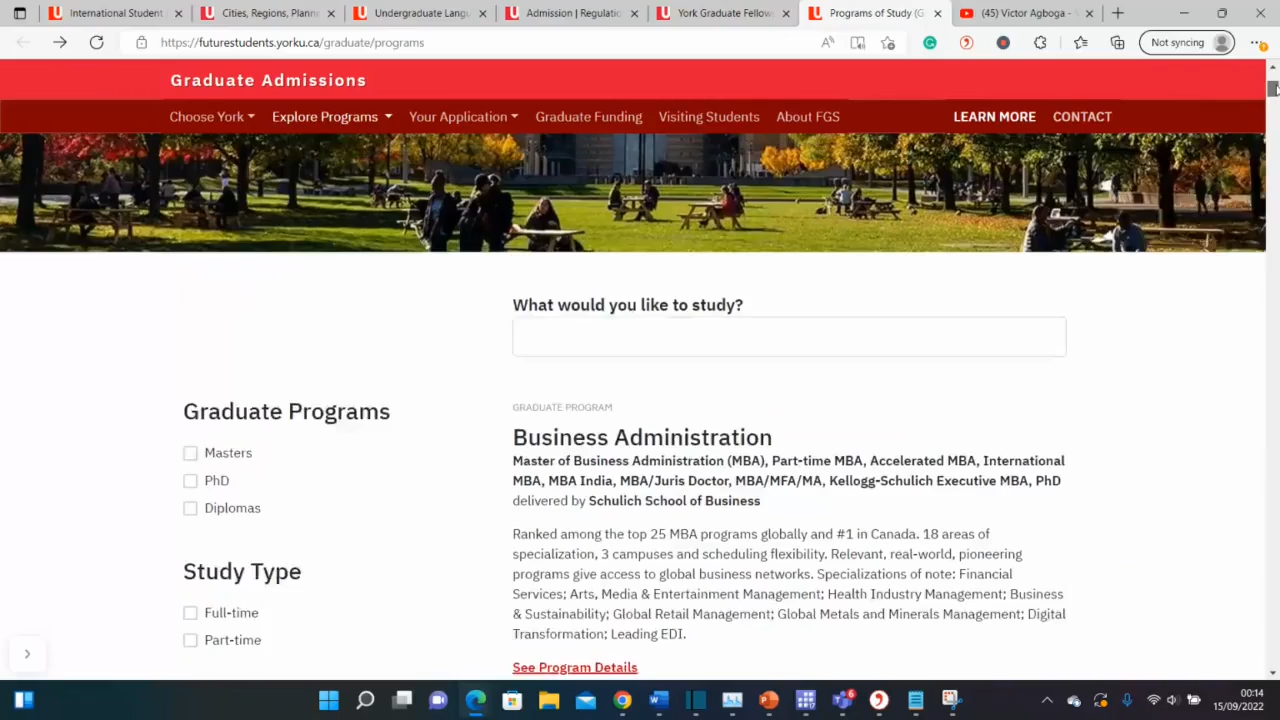 International Student
Cities, Regions, Planne
Undergraduate Langu
Admission | Regulatio
York Graduate Fellow
Programs of Study (G
(45) Victor Agboga -
https://futurestudents.yorku.ca/graduate/programs
Not syncing
Graduate Admissions
Choose York
Explore Programs
Your Application
Graduate Funding
Visiting Students
About FGS
LEARN MORE
CONTACT
What would you like to study?
Graduate Programs
Masters
PhD
Diplomas
Study Type
Full-time
Part-time
GRADUATE PROGRAM
Business Administration
Master of Business Administration (MBA), Part-time MBA, Accelerated MBA, International
MBA, MBA India, MBA/Juris Doctor, MBA/MFA/MA, Kellogg-Schulich Executive MBA, PhD
delivered by Schulich School of Business
Ranked among the top 25 MBA programs globally and #1 in Canada. 18 areas of
specialization, 3 campuses and scheduling flexibility. Relevant, real-world, pioneering
programs give access to global business networks. Specializations of note: Financial
Services; Arts, Media & Entertainment Management; Health Industry Management; Business
& Sustainability; Global Retail Management; Global Metals and Minerals Management; Digital
Transformation; Leading EDI.
See Program Details
6
00:14
15/09/2022